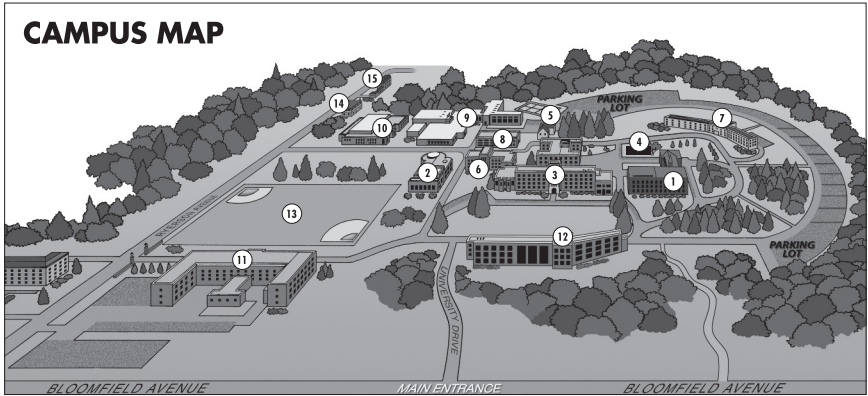 CAMPUS MAP
15
14
10
9
5
PARKING
LOT
7
8
4
2
6
3
1
13
12
11
PARKING
LOT
UNIVERSITY DRIVE
BLOOMFIELD AVENUE
MAIN ENTRANCE
BLOOMFIELD AVENUE